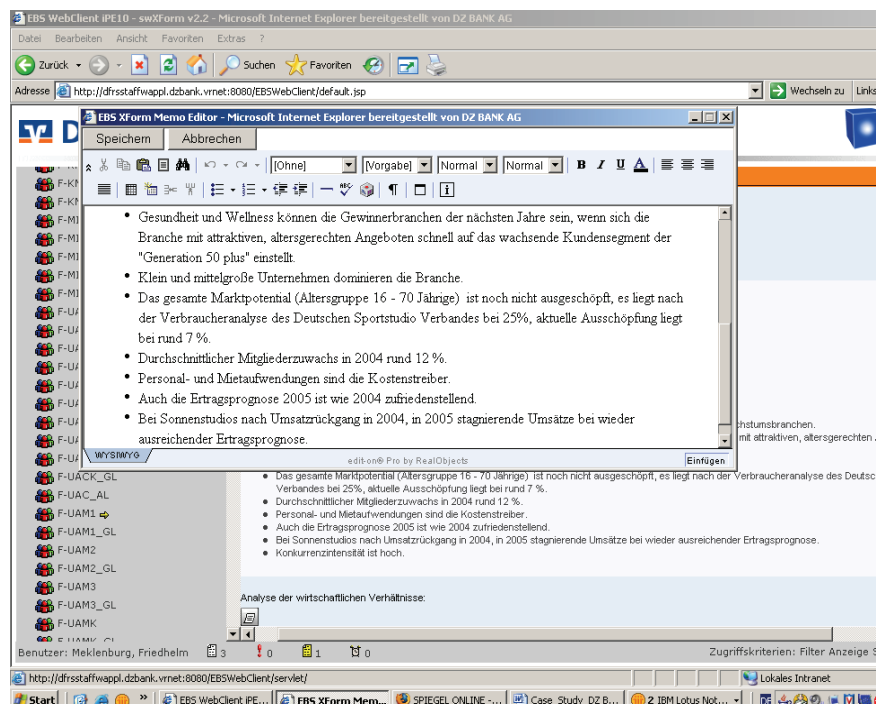 EBS WebClient iPE10 - swXForm v2.2 - Microsoft Internet Explorer bereitgestellt von DZ BANK AG
Datei Bearbeiten Ansicht Favoriten Extras ?
Zurück Suchen Favoriten
Adresse http://dfrsstaffwappl.dzbank.vrnet:8080/EBSWebClient/default.jsp Wechseln zu Links
EBS XForm Memo Editor - Microsoft Internet Explorer bereitgestellt von DZ BANK AG
D
Speichern Abbrechen
[Ohne] [Vorgabe] Normal Normal B I U A
• Gesundheit und Wellness können die Gewinnerbranchen der nächsten Jahre sein, wenn sich die
Branche mit attraktiven, altersgerechten Angeboten schnell auf das wachsende Kundensegment der
"Generation 50 plus" einstellt.
• Klein und mittelgroße Unternehmen dominieren die Branche.
• Das gesamte Marktpotential (Altersgruppe 16 - 70 Jährige) ist noch nicht ausgeschöpft, es liegt nach
der Verbraucheranalyse des Deutschen Sportstudio Verbandes bei 25%, aktuelle Ausschöpfung liegt
bei rund 7 %.
• Durchschnittlicher Mitgliederzuwachs in 2004 rund 12 %.
• Personal- und Mietaufwendungen sind die Kostenstreiber.
• Auch die Ertragsprognose 2005 ist wie 2004 zufriedenstellend.
• Bei Sonnenstudios nach Umsatzrückgang in 2004, in 2005 stagnierende Umsätze bei wieder
ausreichender Ertragsprognose.
WYSIWYG edit-on® Pro by RealObjects Einfügen
chstumsbranchen.
mit attraktiven, altersgerechten
• Das gesamte Marktpotential (Altersgruppe 16 - 70 Jährige) ist noch nicht ausgeschöpft, es liegt nach der Verbraucheranalyse des Deutsc
Verbandes bei 25%, aktuelle Ausschöpfung liegt bei rund 7 %.
• Durchschnittlicher Mitgliederzuwachs in 2004 rund 12 %.
• Personal- und Mietaufwendungen sind die Kostenstreiber.
• Auch die Ertragsprognose 2005 ist wie 2004 zufriedenstellend.
• Bei Sonnenstudios nach Umsatzrückgang in 2004, in 2005 stagnierende Umsätze bei wieder ausreichender Ertragsprognose.
• Konkurrenzintensität ist hoch.
Analyse der wirtschaftlichen Verhältnisse:
F-MI
F-MI
F-MI
F-MI
F-MI
F-UACK_GL
F-UAC_AL
F-UAM1
F-UAM1_GL
F-UAM2
F-UAM2_GL
F-UAM3
F-UAM3_GL
F-UAMK
Benutzer: Meklenburg, Friedhelm 3 0 1 0 Zugriffskriterien: Filter Anzeige
http://dfrsstaffwappl.dzbank.vrnet:8080/EBSWebClient/servlet/ Lokales Intranet
Start » EBS WebClient iPE... EBS XForm Mem... SPIEGEL ONLINE -... Case_Study_DZ B... 2 IBM Lotus Not... DE